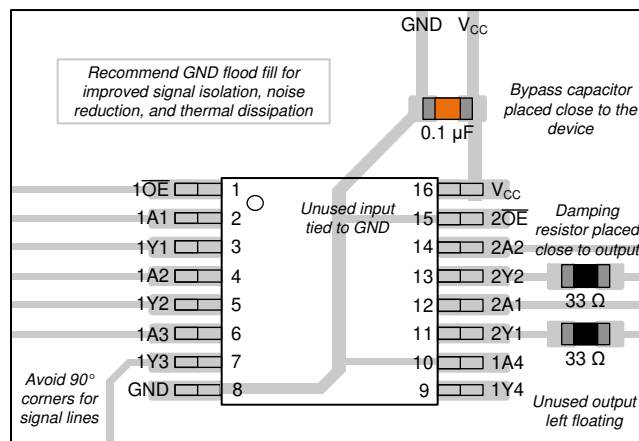 GND VCC
Recommend GND flood fill for
improved signal isolation, noise
reduction, and thermal dissipation
Bypass capacitor
placed close to the
device
0.1 µF
1O̅E̅ 1 16 VCC
Unused input
tied to GND
1A1 2 15 2O̅E̅
Damping
resistor placed
close to output
1Y1 3 14 2A2
1A2 4 13 2Y2
33 Ω
1Y2 5 12 2A1
1A3 6 11 2Y1
33 Ω
1Y3 7 10 1A4
Avoid 90°
corners for
signal lines
GND 8 9 1Y4
Unused output
left floating